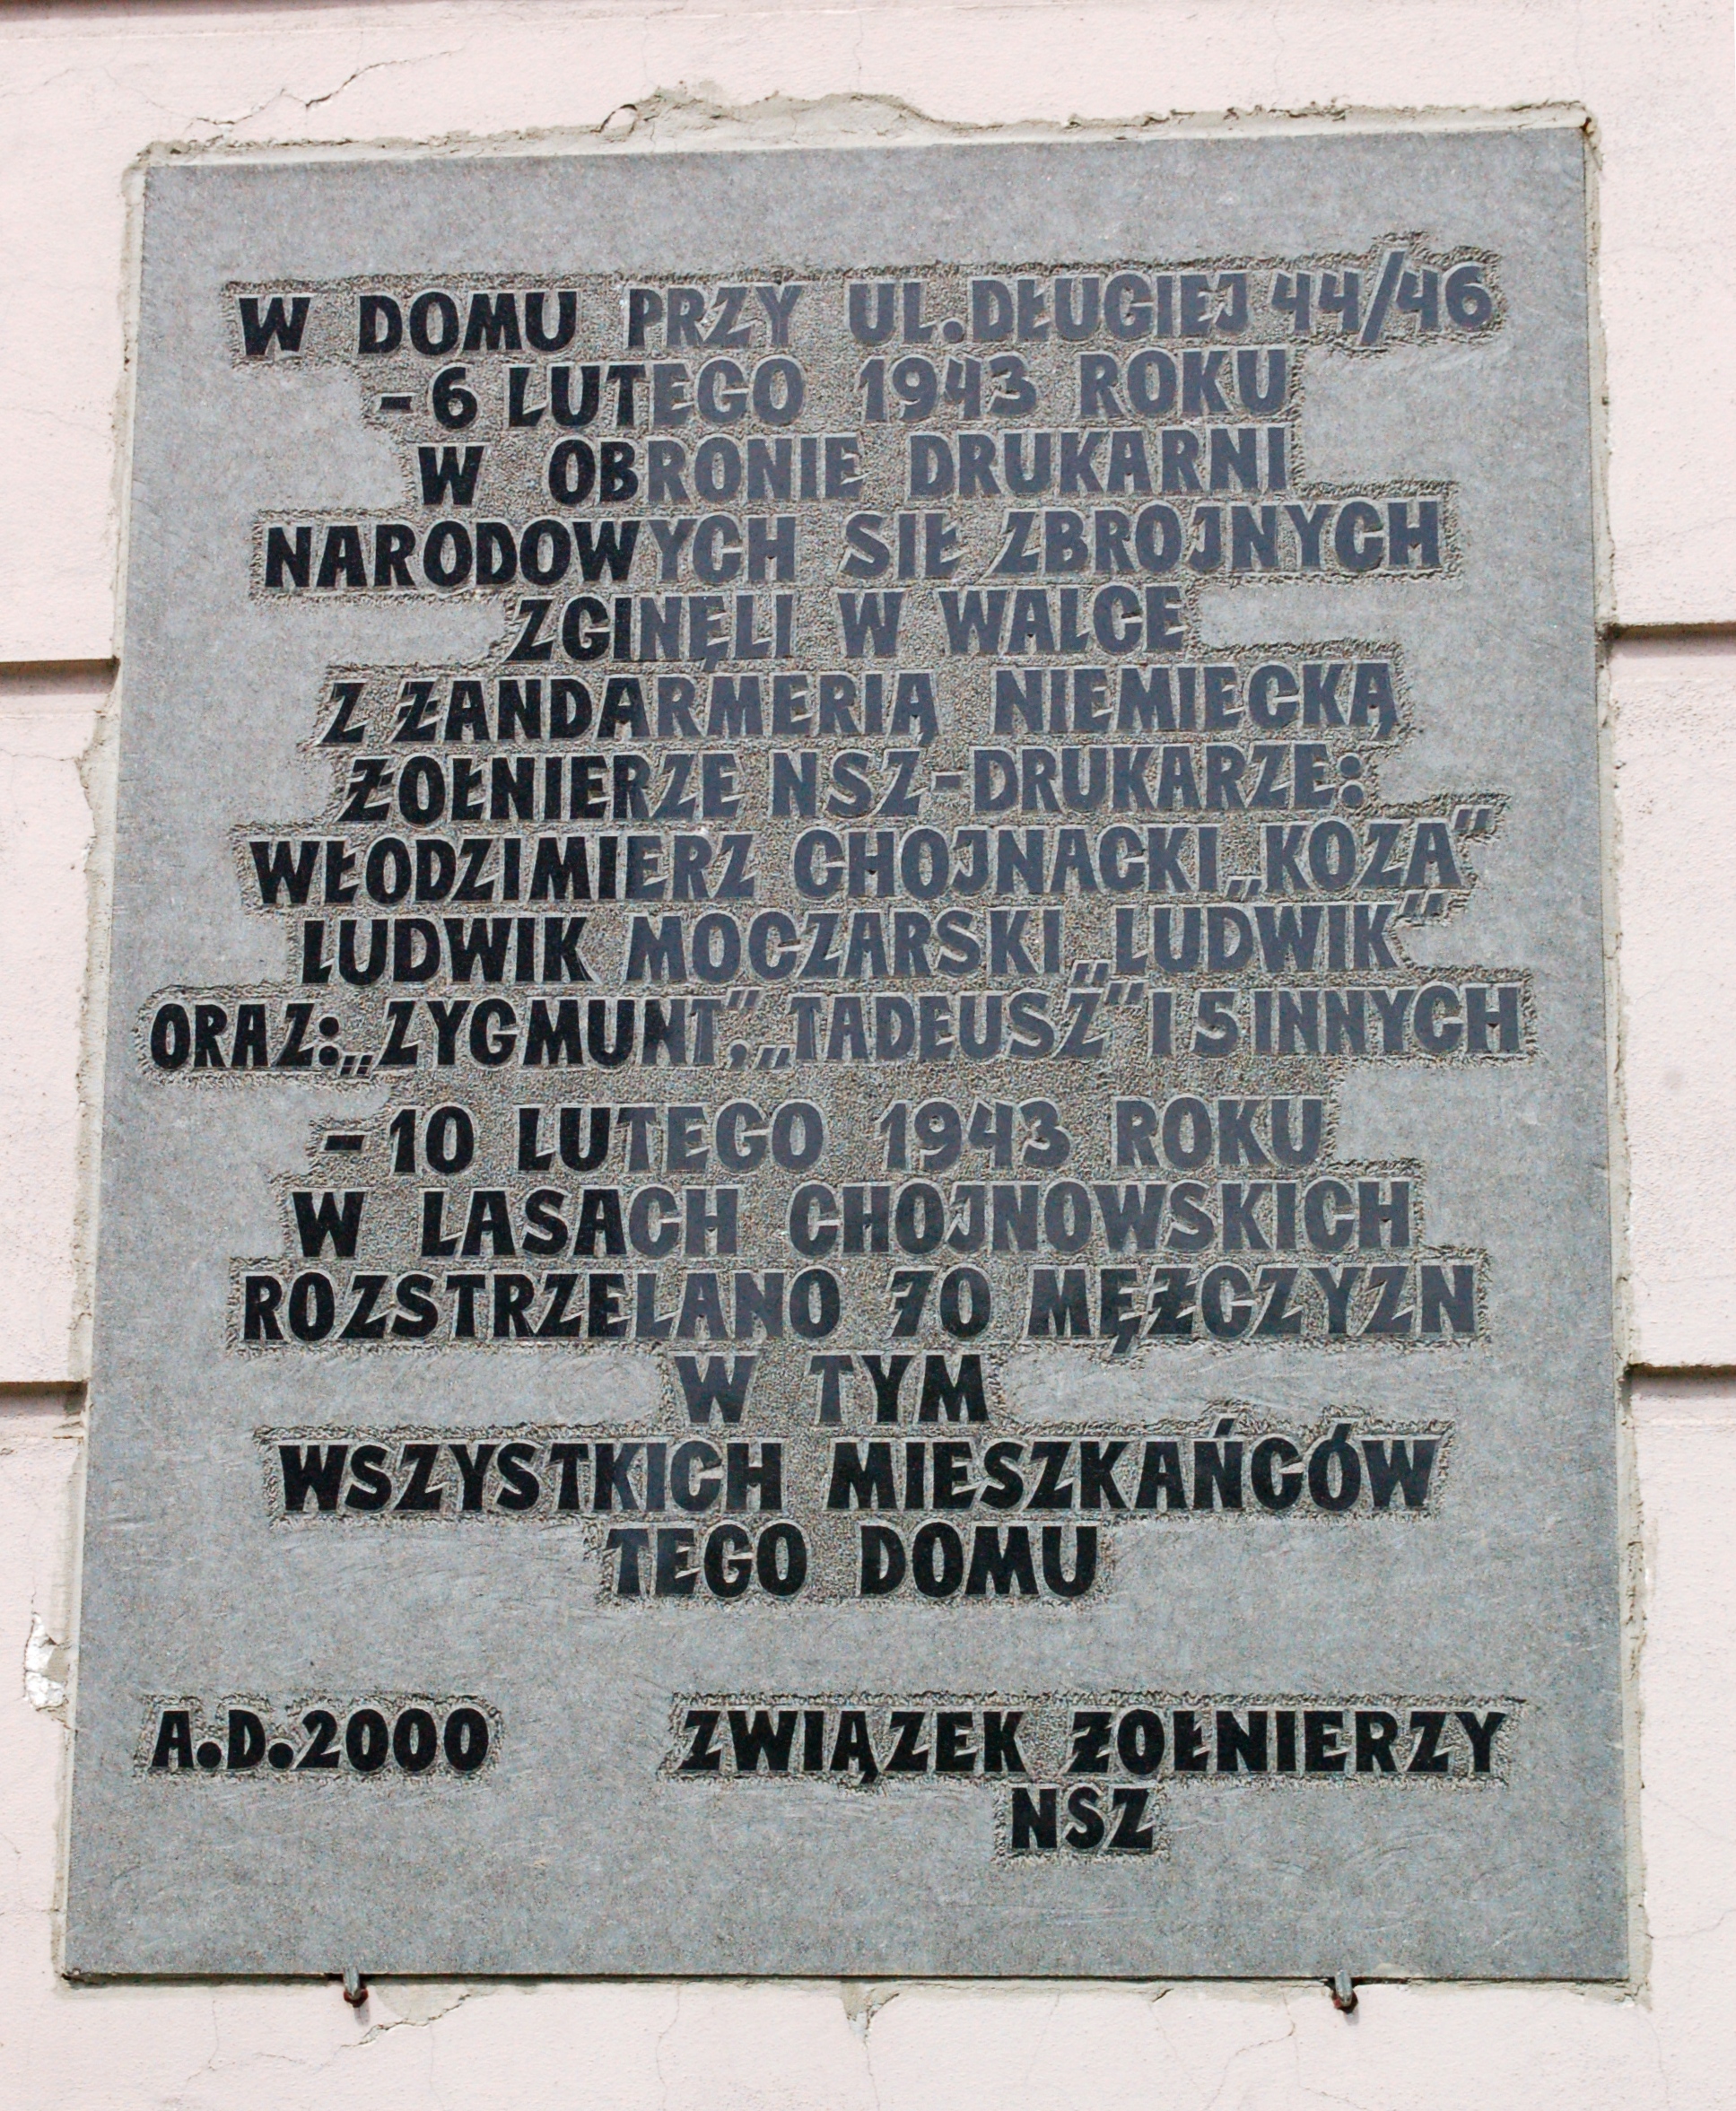 W DOMU PRZY UL.DŁUGIEJ 44/46
-6 LUTEGO 1943 ROKU
W OBRONIE DRUKARNI
NARODOWYCH SIŁ ZBROJNYCH
ZGINĘLI W WALCE
Z ŻANDARMERIĄ NIEMIECKĄ
ŻOŁNIERZE NSZ-DRUKARZE:
WŁODZIMIERZ CHOJNACKI „KOZA"
LUDWIK MOCZARSKI „LUDWIK"
ORAZ: „ZYGMUNT", „TADEUSZ" I 5 INNYCH
- 10 LUTEGO 1943 ROKU
W LASACH CHOJNOWSKICH
ROZSTRZELANO 70 MĘŻCZYZN
W TYM
WSZYSTKICH MIESZKAŃCÓW
TEGO DOMU
A.D.2000 ZWIĄZEK ŻOŁNIERZY
NSZ